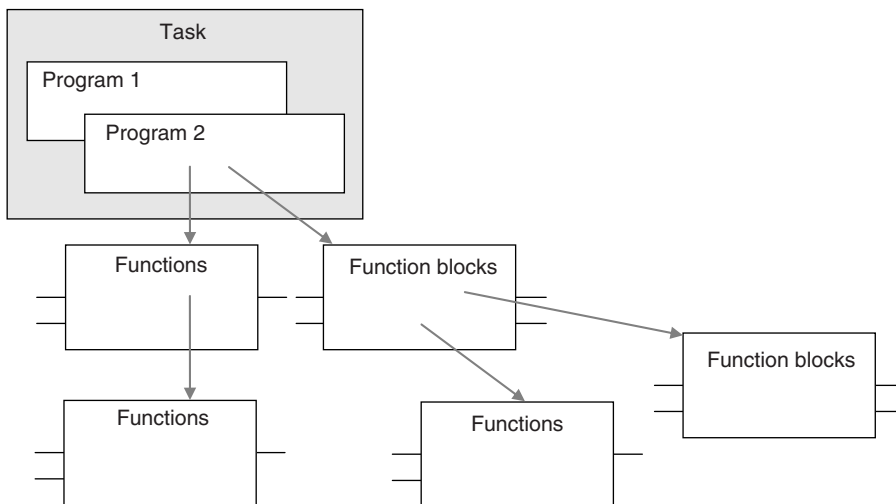 Task
Program 1
Program 2
Functions
Function blocks
Function blocks
Functions
Functions